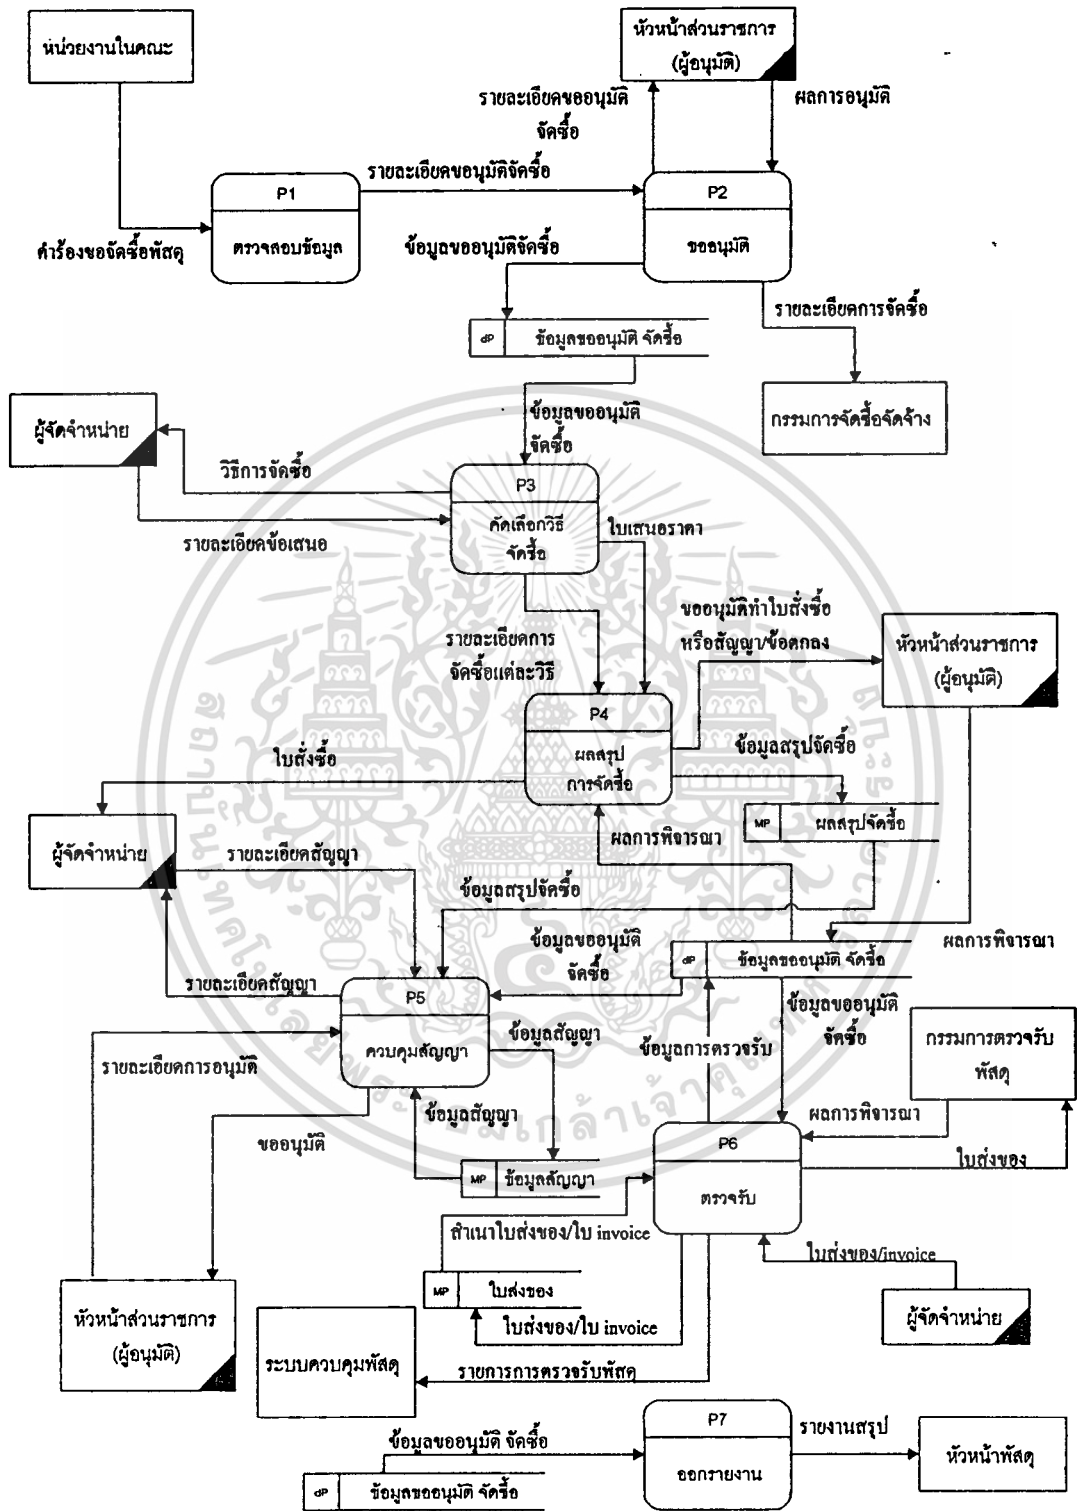 หน่วยงานในคณะ
หัวหน้าส่วนราชการ
(ผู้อนุมัติ)
รายละเอียดขออนุมัติ
จัดซื้อ
ผลการอนุมัติ
รายละเอียดขอนุมัติจัดซื้อ
P1
ตรวจสอบข้อมูล
P2
ขออนุมัติ
คำร้องขอจัดซื้อพัสดุ
ข้อมูลขออนุมัติจัดซื้อ
รายละเอียดการจัดซื้อ
dP
ข้อมูลขออนุมัติ จัดซื้อ
กรรมการจัดซื้อจัดจ้าง
ผู้จัดจำหน่าย
ข้อมูลขออนุมัติ
จัดซื้อ
วิธีการจัดซื้อ
P3
คัดเลือกวิธี
จัดซื้อ
ใบเสนอราคา
รายละเอียดข้อเสนอ
ขออนุมัติทำใบสั่งซื้อ
หรือสัญญา/ข้อตกลง
รายละเอียดการ
จัดซื้อแต่ละวิธี
หัวหน้าส่วนราชการ
(ผู้อนุมัติ)
P4
ผลสรุป
การจัดซื้อ
ใบสั่งซื้อ
ข้อมูลสรุปจัดซื้อ
MP
ผลสรุปจัดซื้อ
ผลการพิจารณา
ผู้จัดจำหน่าย
รายละเอียดสัญญา
ข้อมูลสรุปจัดซื้อ
ข้อมูลขออนุมัติ
จัดซื้อ
dP
ข้อมูลขออนุมัติ จัดซื้อ
ผลการพิจารณา
รายละเอียดสัญญา
P5
ควบคุมสัญญา
ข้อมูลสัญญา
ข้อมูลการตรวจรับ
ข้อมูลขออนุมัติ
จัดซื้อ
กรรมการตรวจรับ
พัสดุ
รายละเอียดการอนุมัติ
ข้อมูลสัญญา
ขออนุมัติ
ผลการพิจารณา
P6
ตรวจรับ
ใบส่งของ
MP
ข้อมูลสัญญา
สำเนาใบส่งของ/ใบ invoice
ใบส่งของ/invoice
MP
ใบส่งของ
ใบส่งของ/ใบ invoice
ผู้จัดจำหน่าย
หัวหน้าส่วนราชการ
(ผู้อนุมัติ)
ระบบควบคุมพัสดุ
รายการการตรวจรับพัสดุ
P7
ออกรายงาน
ข้อมูลขออนุมัติ จัดซื้อ
รายงานสรุป
หัวหน้าพัสดุ
dP
ข้อมูลขออนุมัติ จัดซื้อ